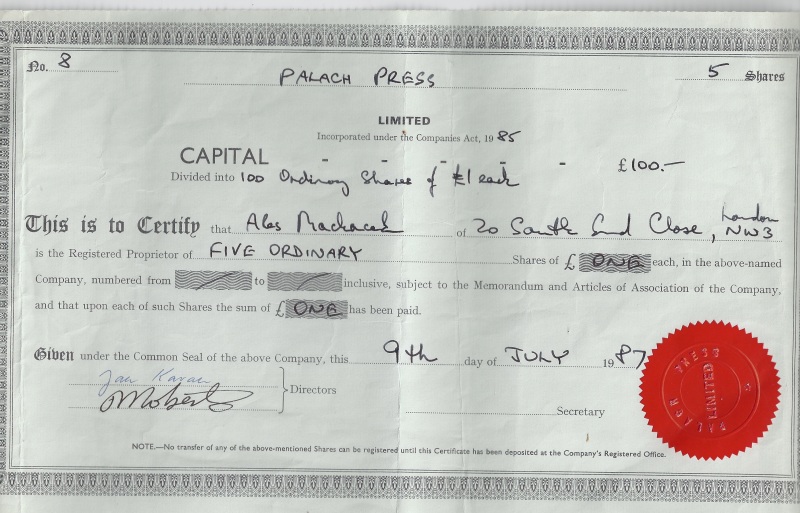 No. 8 PALACH PRESS 5 Shares
LIMITED
Incorporated under the Companies Act, 1985
CAPITAL £100.—
Divided into 100 Ordinary Shares of £1 each
This is to Certify that Ales Machacek of 20 South End Close, London NW3
is the Registered Proprietor of FIVE ORDINARY Shares of £ ONE each, in the above-named
Company, numbered from to inclusive, subject to the Memorandum and Articles of Association of the Company,
and that upon each of such Shares the sum of £ ONE has been paid.
Given under the Common Seal of the above Company, this 9th day of JULY 1987
Jan Kavan
Directors
Secretary
PALACH PRESS
LIMITED
NOTE.—No transfer of any of the above-mentioned Shares can be registered until this Certificate has been deposited at the Company's Registered Office.